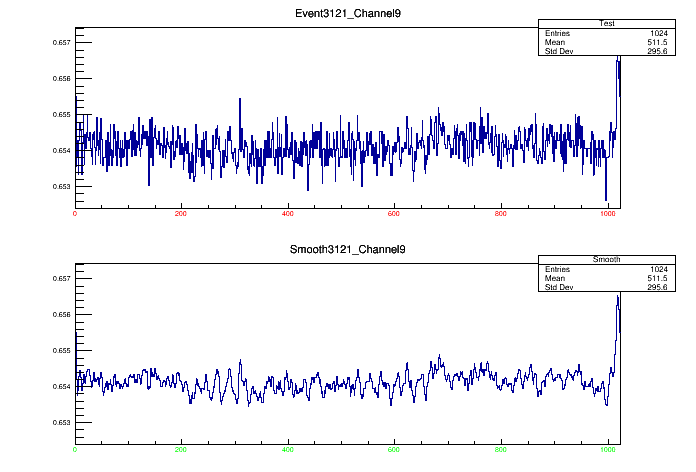 Event3121_Channel9
Test
Entries 1024
Mean 511.5
Std Dev 295.6
0.657
0.656
0.655
0.654
0.653
0 200 400 600 800 1000
Smooth3121_Channel9
Smooth
Entries 1024
Mean 511.5
Std Dev 295.6
0.657
0.656
0.655
0.654
0.653
0 200 400 600 800 1000